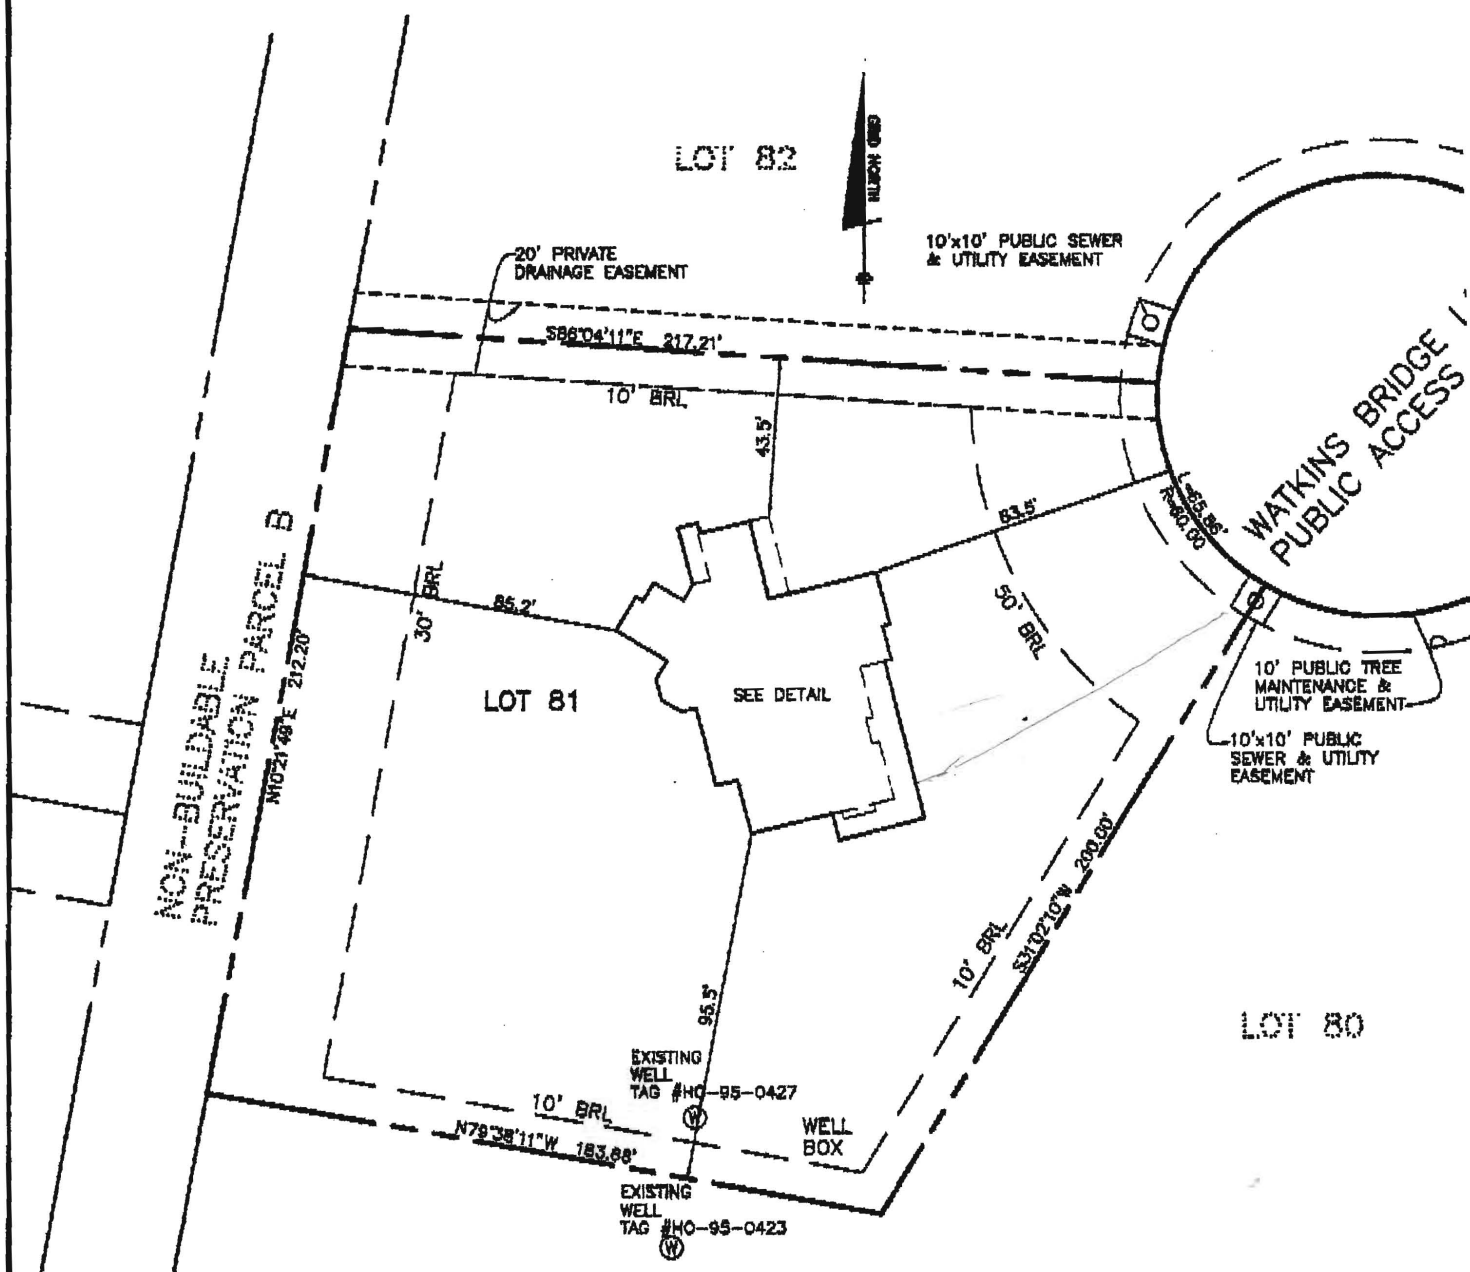 LOT 82
GRID NORTH
20' PRIVATE
DRAINAGE EASEMENT
10'x10' PUBLIC SEWER
& UTILITY EASEMENT
S86°04'11"E 217.21'
10' BRL
43.5'
83.5'
L=65.86'
R=60.00
WATKINS BRIDGE
PUBLIC ACCESS
NON-BUILDABLE
PRESERVATION PARCEL B
N10°21'49"E 212.20'
30' BRL
85.2'
LOT 81
SEE DETAIL
50' BRL
10' PUBLIC TREE
MAINTENANCE &
UTILITY EASEMENT
10'x10' PUBLIC
SEWER & UTILITY
EASEMENT
S31°02'10"W 200.00'
10' BRL
95.5'
LOT 80
EXISTING
WELL
TAG #HO-95-0427
W
10' BRL
N79°38'11"W 183.88'
WELL
BOX
EXISTING
WELL
TAG #HO-95-0423
W